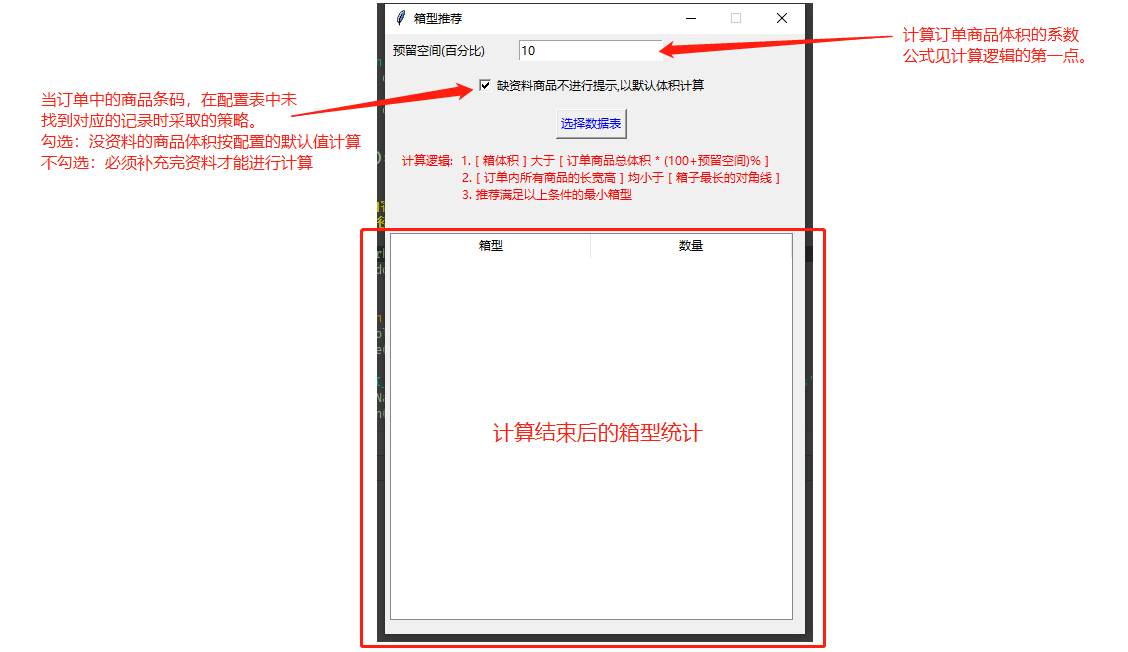 箱型推荐
预留空间(百分比)
10
计算订单商品体积的系数
公式见计算逻辑的第一点。
缺资料商品不进行提示,以默认体积计算
当订单中的商品条码，在配置表中未
找到对应的记录时采取的策略。
勾选：没资料的商品体积按配置的默认值计算
不勾选：必须补充完资料才能进行计算
选择数据表
计算逻辑: 1. [ 箱体积 ] 大于 [ 订单商品总体积 * (100+预留空间)% ]
2. [ 订单内所有商品的长宽高 ] 均小于 [ 箱子最长的对角线 ]
3. 推荐满足以上条件的最小箱型
箱型 数量
计算结束后的箱型统计